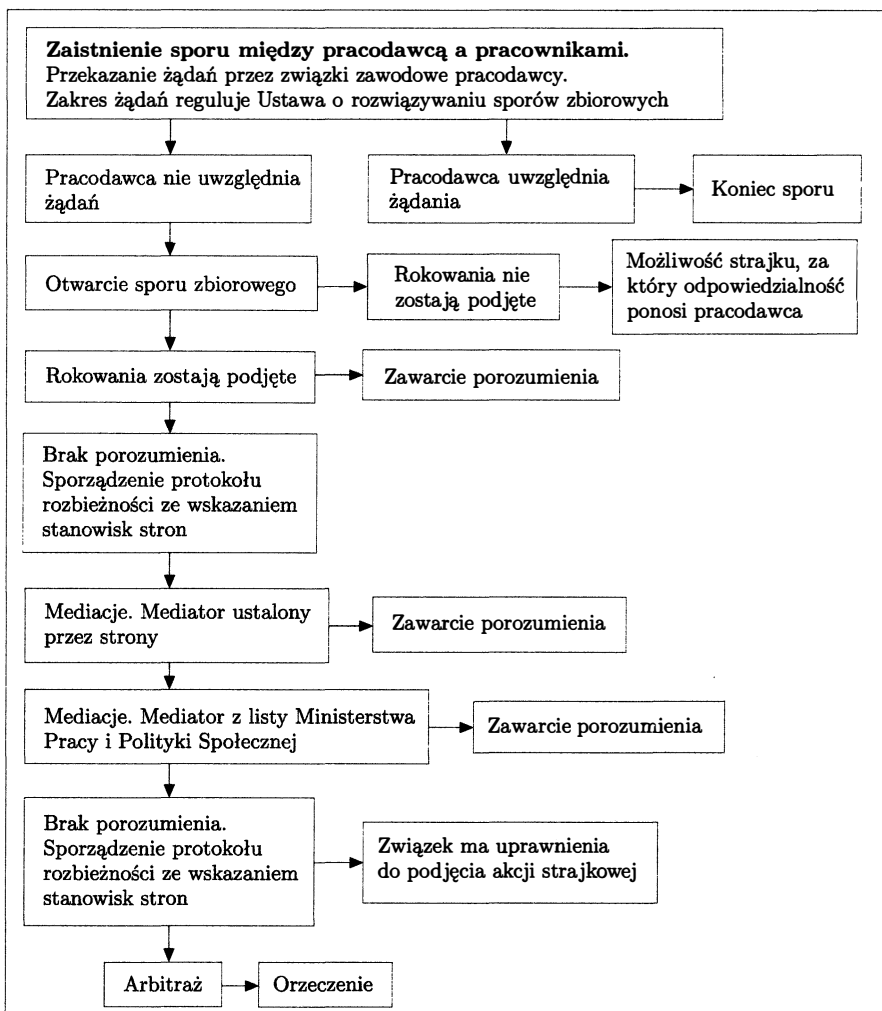 Zaistnienie sporu między pracodawcą a pracownikami.
Przekazanie żądań przez związki zawodowe pracodawcy.
Zakres żądań reguluje Ustawa o rozwiązywaniu sporów zbiorowych
Pracodawca nie uwzględnia
żądań
Pracodawca uwzględnia
żądania
Koniec sporu
Otwarcie sporu zbiorowego
Rokowania nie
zostają podjęte
Możliwość strajku, za
który odpowiedzialność
ponosi pracodawca
Rokowania zostają podjęte
Zawarcie porozumienia
Brak porozumienia.
Sporządzenie protokołu
rozbieżności ze wskazaniem
stanowisk stron
Mediacje. Mediator ustalony
przez strony
Zawarcie porozumienia
Mediacje. Mediator z listy Ministerstwa
Pracy i Polityki Społecznej
Zawarcie porozumienia
Brak porozumienia.
Sporządzenie protokołu
rozbieżności ze wskazaniem
stanowisk stron
Związek ma uprawnienia
do podjęcia akcji strajkowej
Arbitraż
Orzeczenie